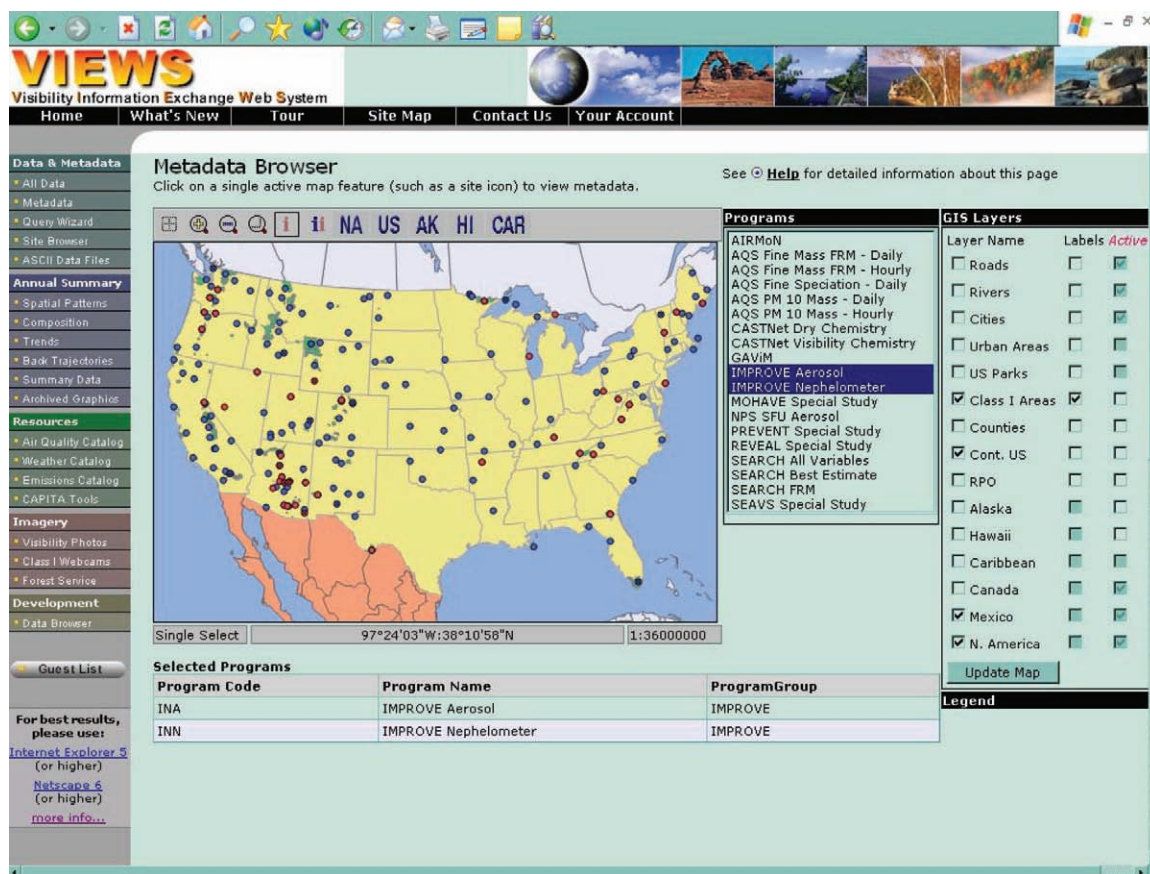 VIEWS
Visibility Information Exchange Web System
Home What's New Tour Site Map Contact Us Your Account
Data & Metadata
All Data
Metadata
Query Wizard
Site Browser
ASCII Data Files
Annual Summary
Spatial Patterns
Composition
Trends
Back Trajectories
Summary Data
Archived Graphics
Resources
Air Quality Catalog
Weather Catalog
Emissions Catalog
CAPITA Tools
Imagery
Visibility Photos
Class I Webcams
Forest Service
Development
Data Browser
Guest List
For best results,
please use:
Internet Explorer 5
(or higher)
Netscape 6
(or higher)
more info...
Metadata Browser
Click on a single active map feature (such as a site icon) to view metadata.
See Help for detailed information about this page
i ii NA US AK HI CAR
Single Select 97°24'03"W:38°10'58"N 1:36000000
Programs
AIRMoN
AQS Fine Mass FRM - Daily
AQS Fine Mass FRM - Hourly
AQS Fine Speciation - Daily
AQS PM 10 Mass - Daily
AQS PM 10 Mass - Hourly
CASTNet Dry Chemistry
CASTNet Visibility Chemistry
GAViM
IMPROVE Aerosol
IMPROVE Nephelometer
MOHAVE Special Study
NPS SFU Aerosol
PREVENT Special Study
REVEAL Special Study
SEARCH All Variables
SEARCH Best Estimate
SEARCH FRM
SEAVS Special Study
GIS Layers
Layer Name Labels Active
Roads
Rivers
Cities
Urban Areas
US Parks
Class I Areas
Counties
Cont. US
RPO
Alaska
Hawaii
Caribbean
Canada
Mexico
N. America
Update Map
Legend
Selected Programs
Program Code Program Name ProgramGroup
INA IMPROVE Aerosol IMPROVE
INN IMPROVE Nephelometer IMPROVE